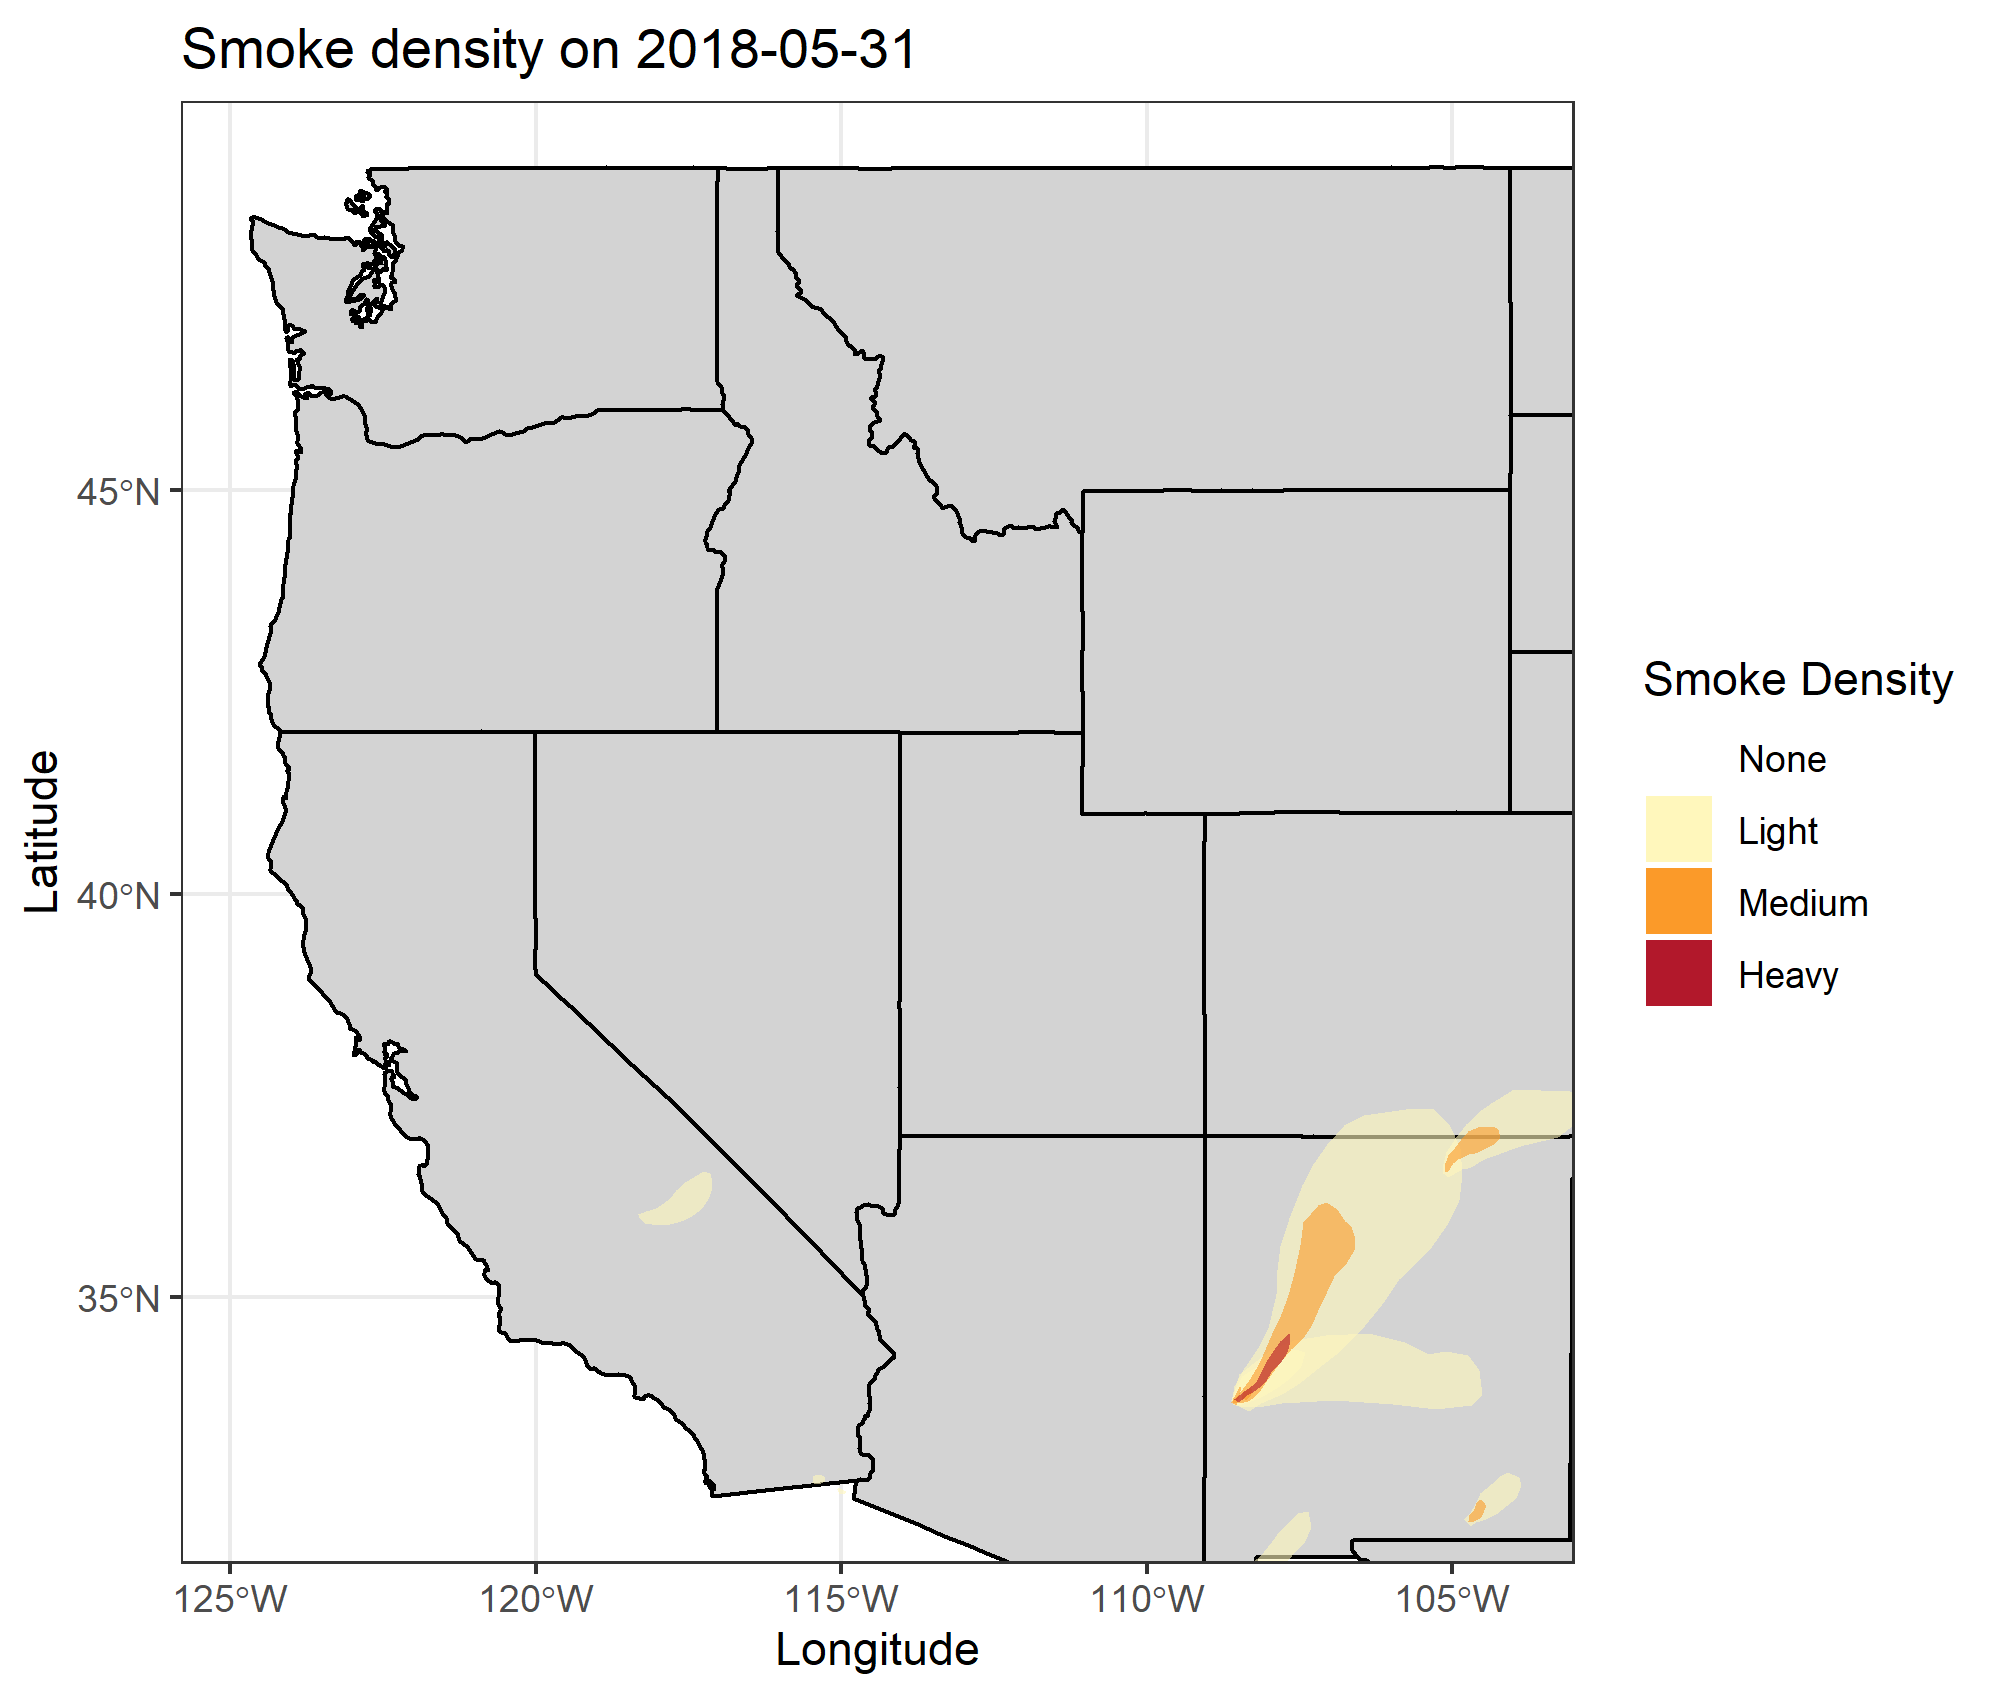 Smoke density on 2018-05-31
45°N
40°N
35°N
125°W
120°W
115°W
110°W
105°W
Longitude
Latitude
Smoke Density
None
Light
Medium
Heavy